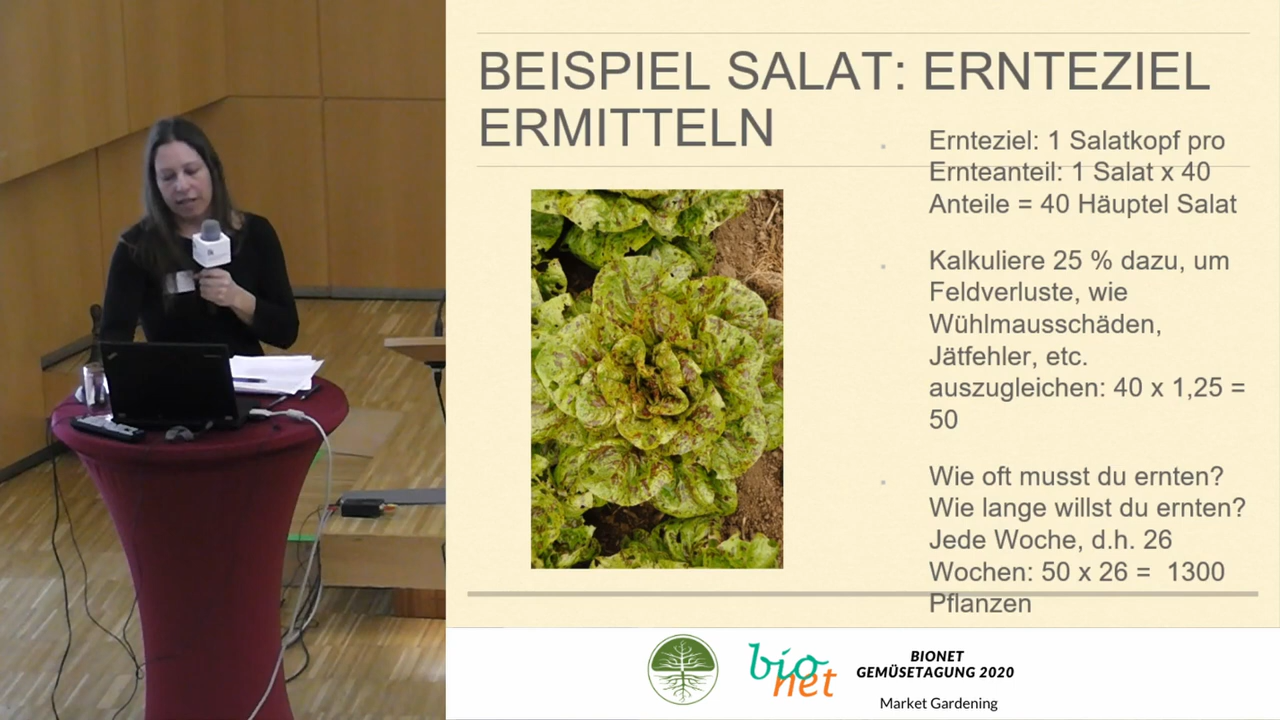 BEISPIEL SALAT: ERNTEZIEL
ERMITTELN
Ernteziel: 1 Salatkopf pro
Ernteanteil: 1 Salat x 40
Anteile = 40 Häuptel Salat
Kalkuliere 25 % dazu, um
Feldverluste, wie
Wühlmausschäden,
Jätfehler, etc.
auszugleichen: 40 x 1,25 =
50
Wie oft musst du ernten?
Wie lange willst du ernten?
Jede Woche, d.h. 26
Wochen: 50 x 26 = 1300
Pflanzen
bio
net
BIONET
GEMÜSETAGUNG 2020
Market Gardening